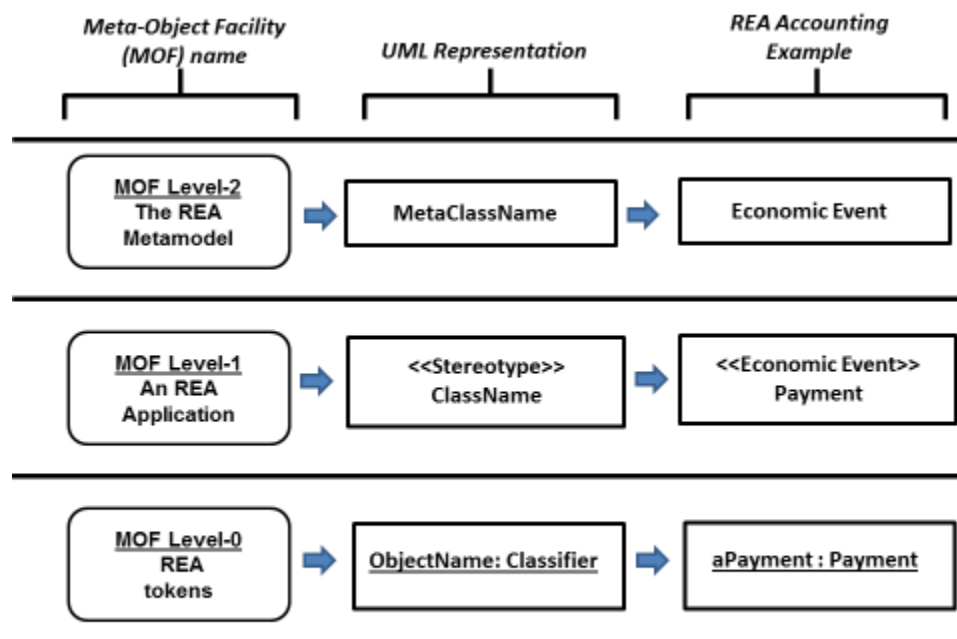 Meta-Object Facility
(MOF) name
UML Representation
REA Accounting
Example
MOF Level-2
The REA
Metamodel
MetaClassName
Economic Event
MOF Level-1
An REA
Application
<<Stereotype>>
ClassName
<<Economic Event>>
Payment
MOF Level-0
REA
tokens
ObjectName: Classifier
aPayment : Payment